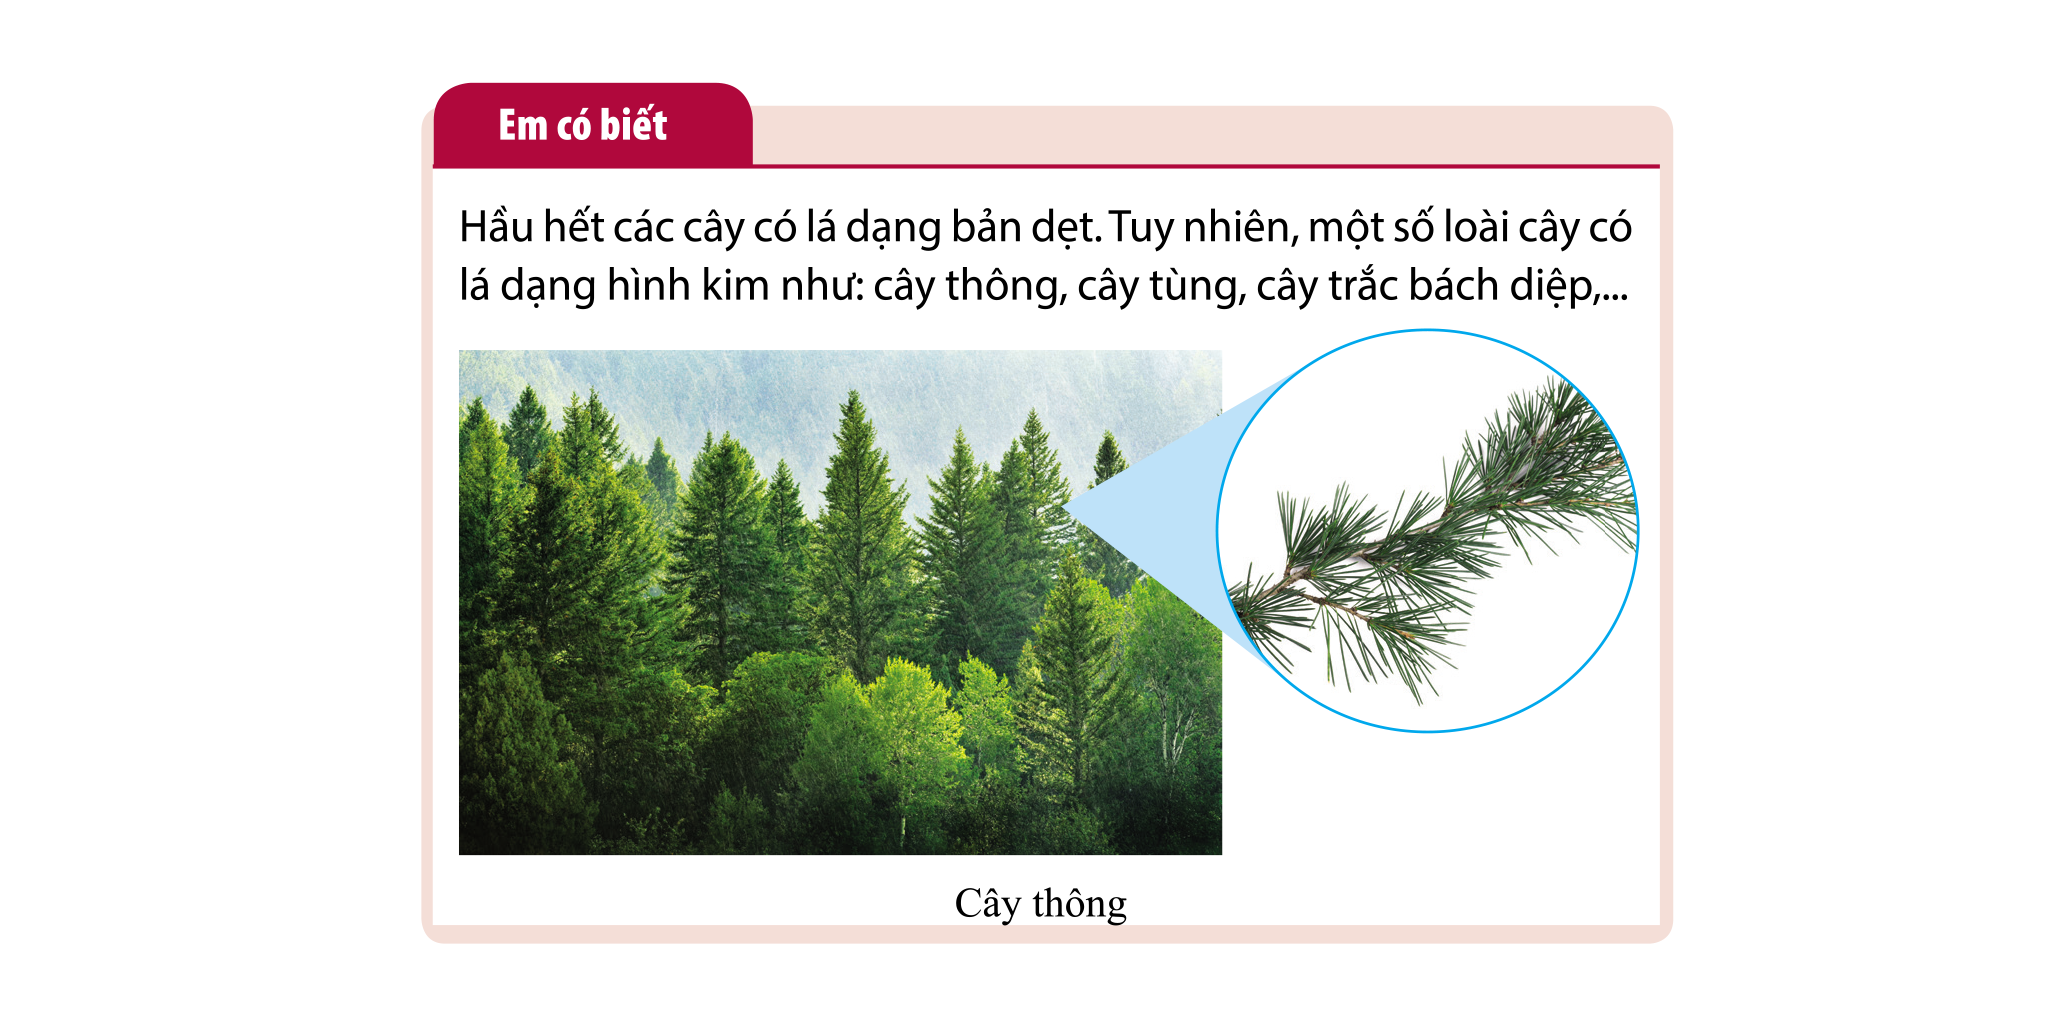 Em có biết
Hầu hết các cây có lá dạng bản dẹt. Tuy nhiên, một số loài cây có
lá dạng hình kim như: cây thông, cây tùng, cây trắc bách diệp,...
Cây thông